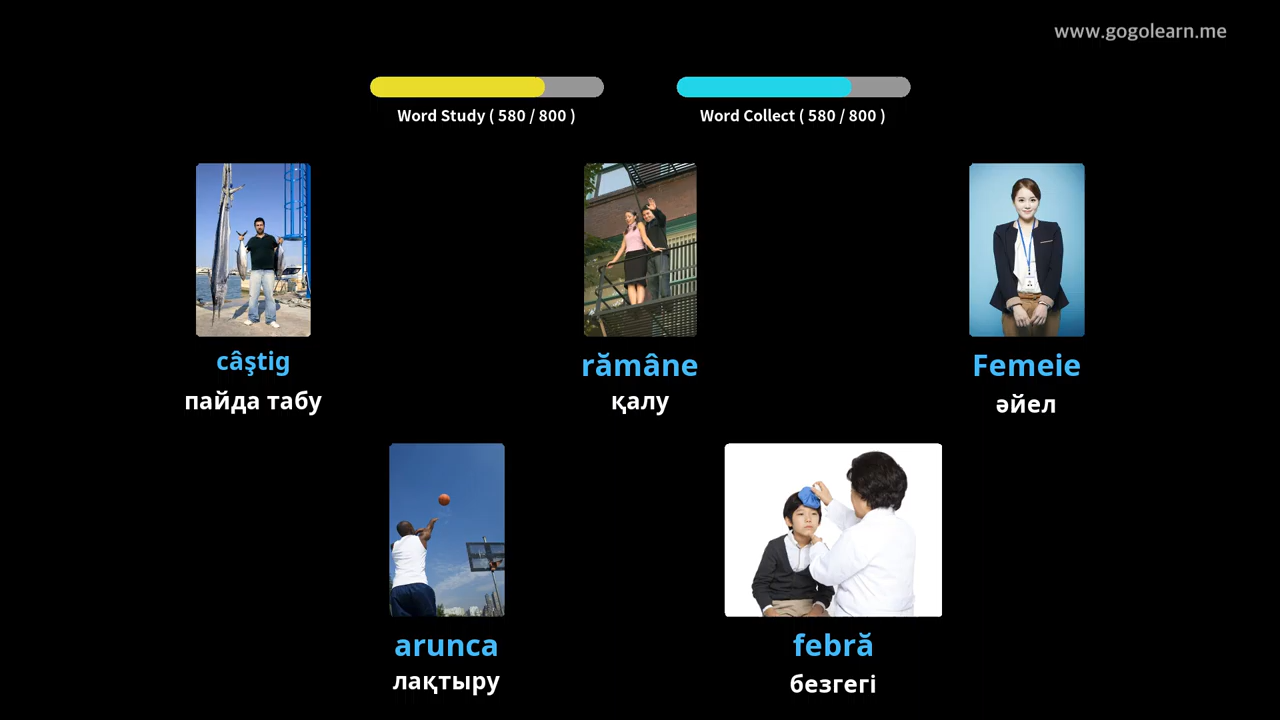 www.gogolearn.me
Word Study ( 580 / 800 )
Word Collect ( 580 / 800 )
câştig
пайда табу
rămâne
қалу
Femeie
әйел
arunca
лақтыру
febră
безгегі